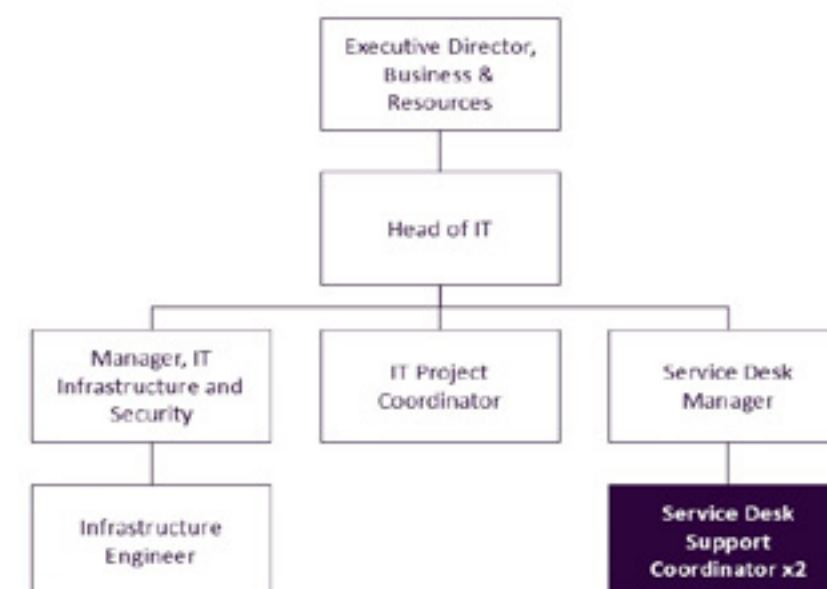 Executive Director,
Business &
Resources
Head of IT
Manager, IT
Infrastructure and
Security
IT Project
Coordinator
Service Desk
Manager
Infrastructure
Engineer
Service Desk
Support
Coordinator x2